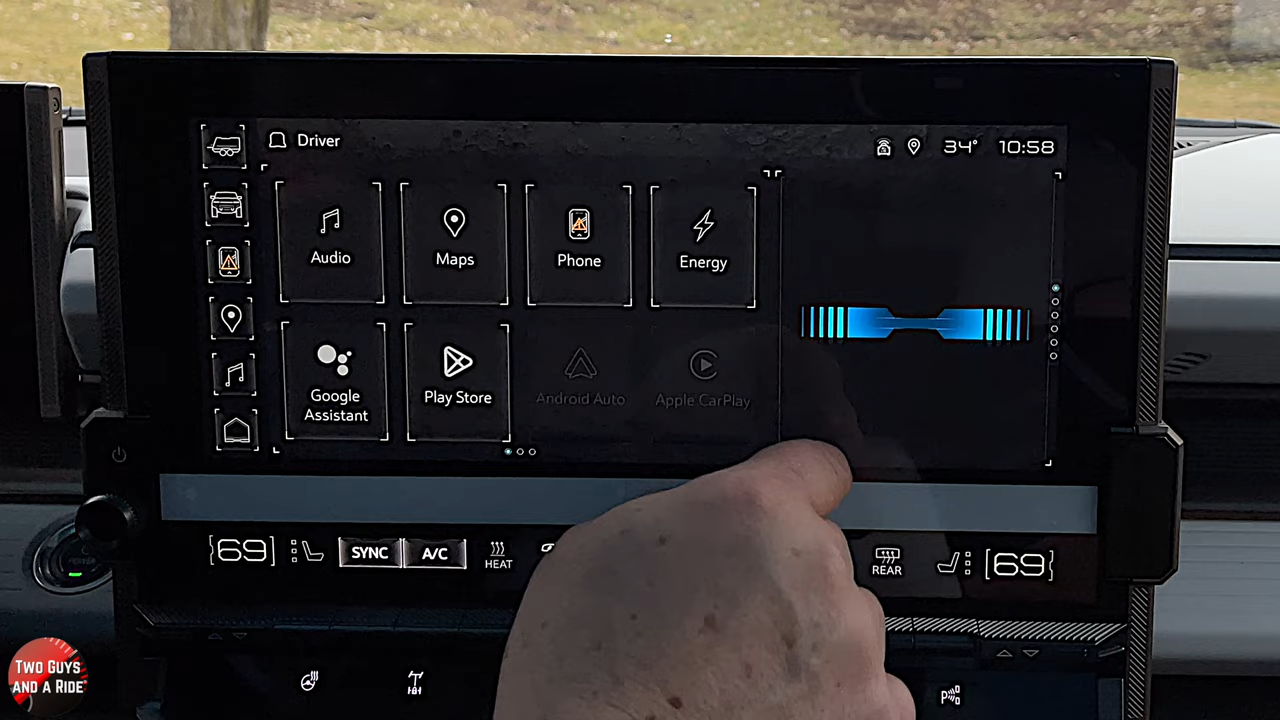 Driver
34° 10:58
Audio
Maps
Phone
Energy
Google
Assistant
Play Store
Android Auto
Apple CarPlay
69
SYNC
A/C
HEAT
REAR
69
P
TWO GUYS
AND A RIDE